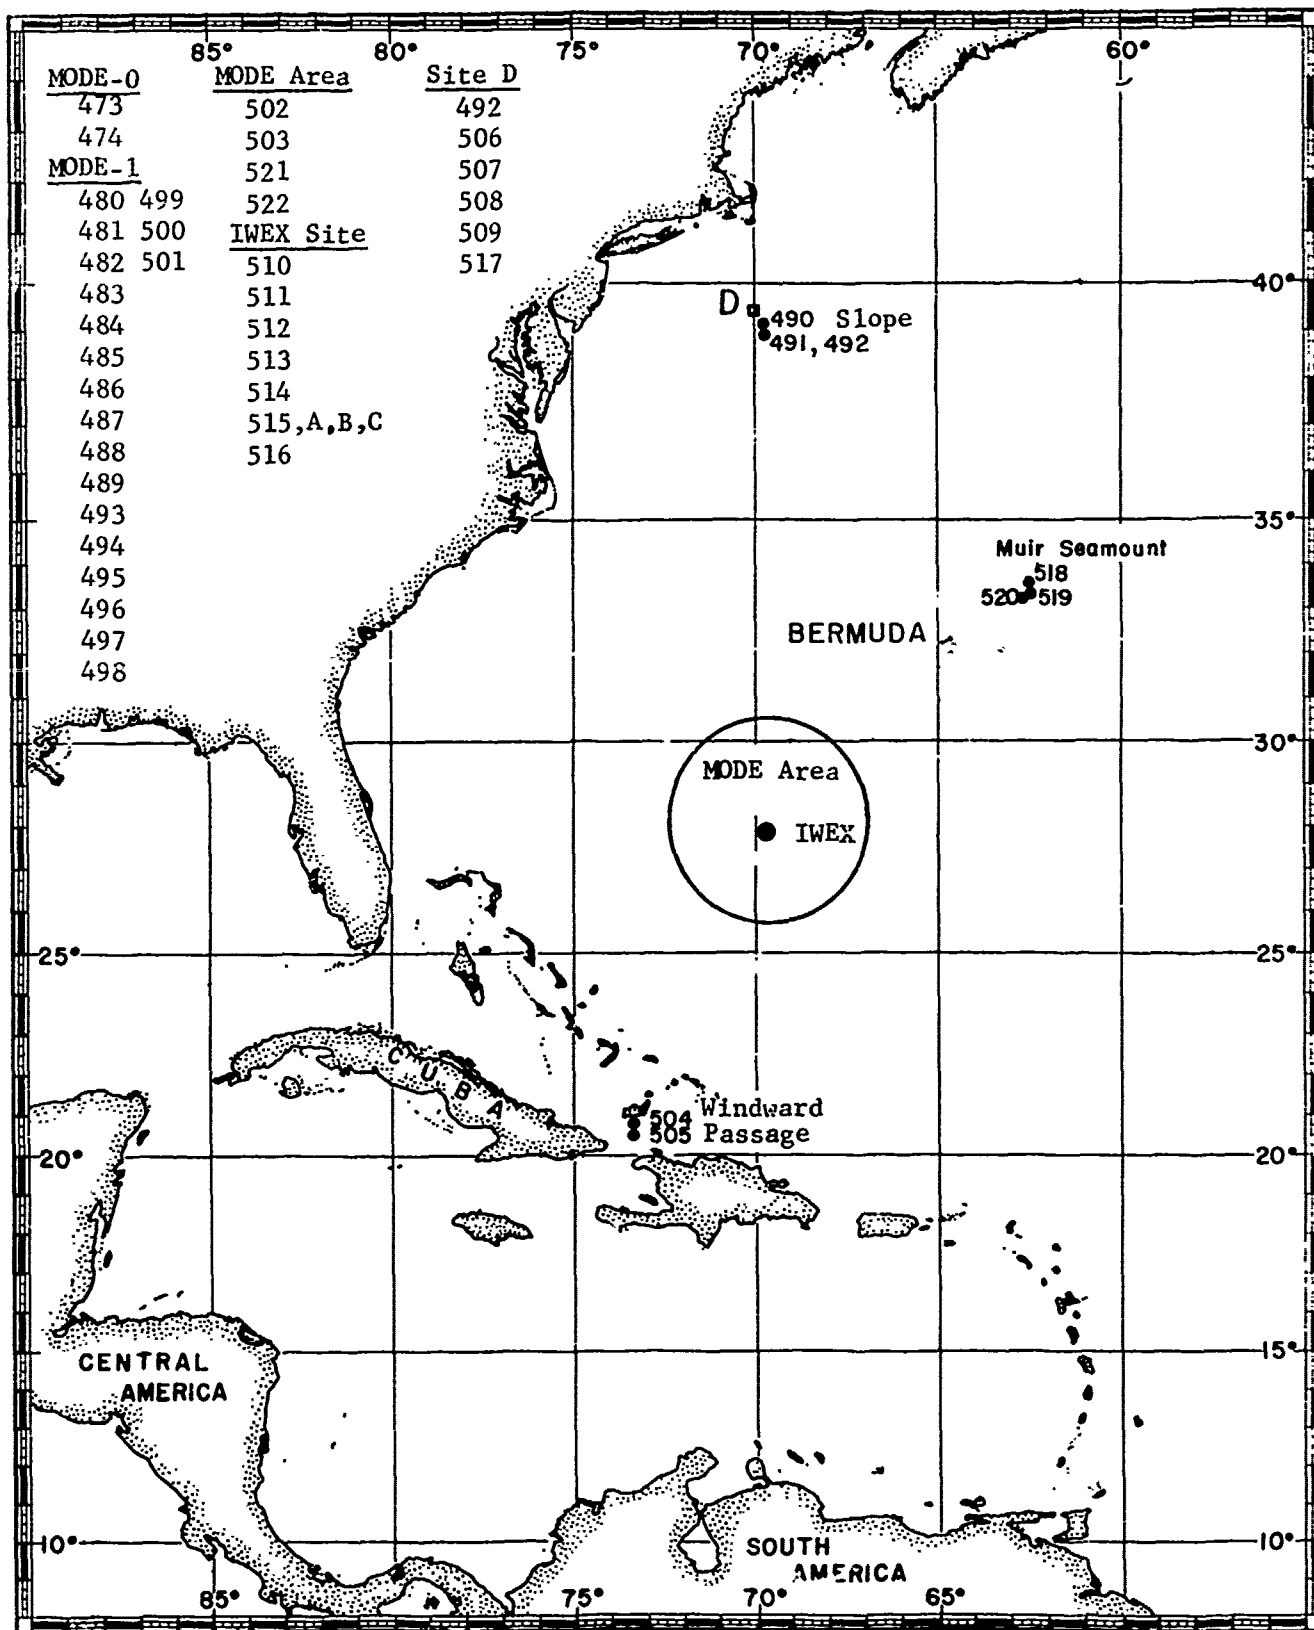 85° 80° 75° 70° 65° 60°
MODE-0 MODE Area Site D
473 502 492
474 503 506
MODE-1 521 507
480 499 522 508
481 500 IWEX Site 509
482 501 510 517
483 511
484 512
485 513
486 514
487 515,A,B,C
488 516
489
493
494
495
496
497
498
40°
D
490 Slope
491, 492
35°
Muir Seamount
518
520 519
BERMUDA
30°
MODE Area
IWEX
25° 25°
CUBA
504 Windward
505 Passage
20° 20°
CENTRAL
AMERICA
15°
10° 10°
SOUTH
AMERICA
85° 75° 70° 65°